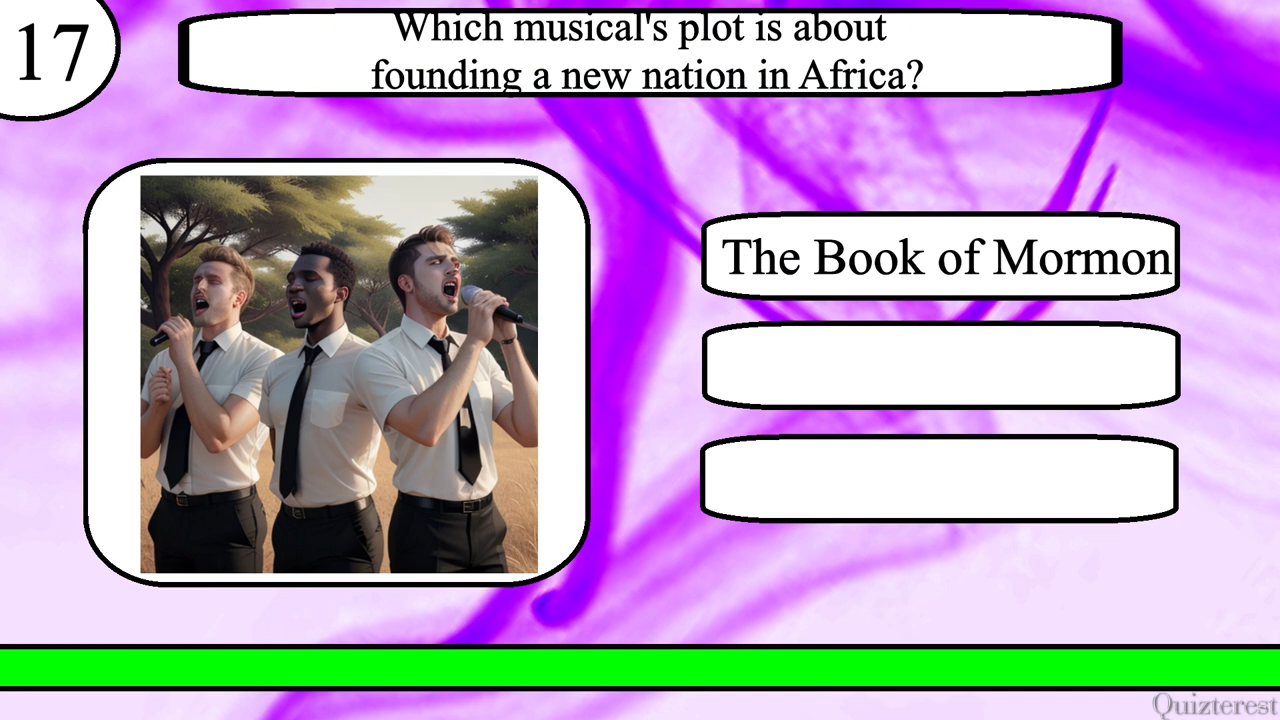 17
Which musical's plot is about
founding a new nation in Africa?
The Book of Mormon
Quizterest